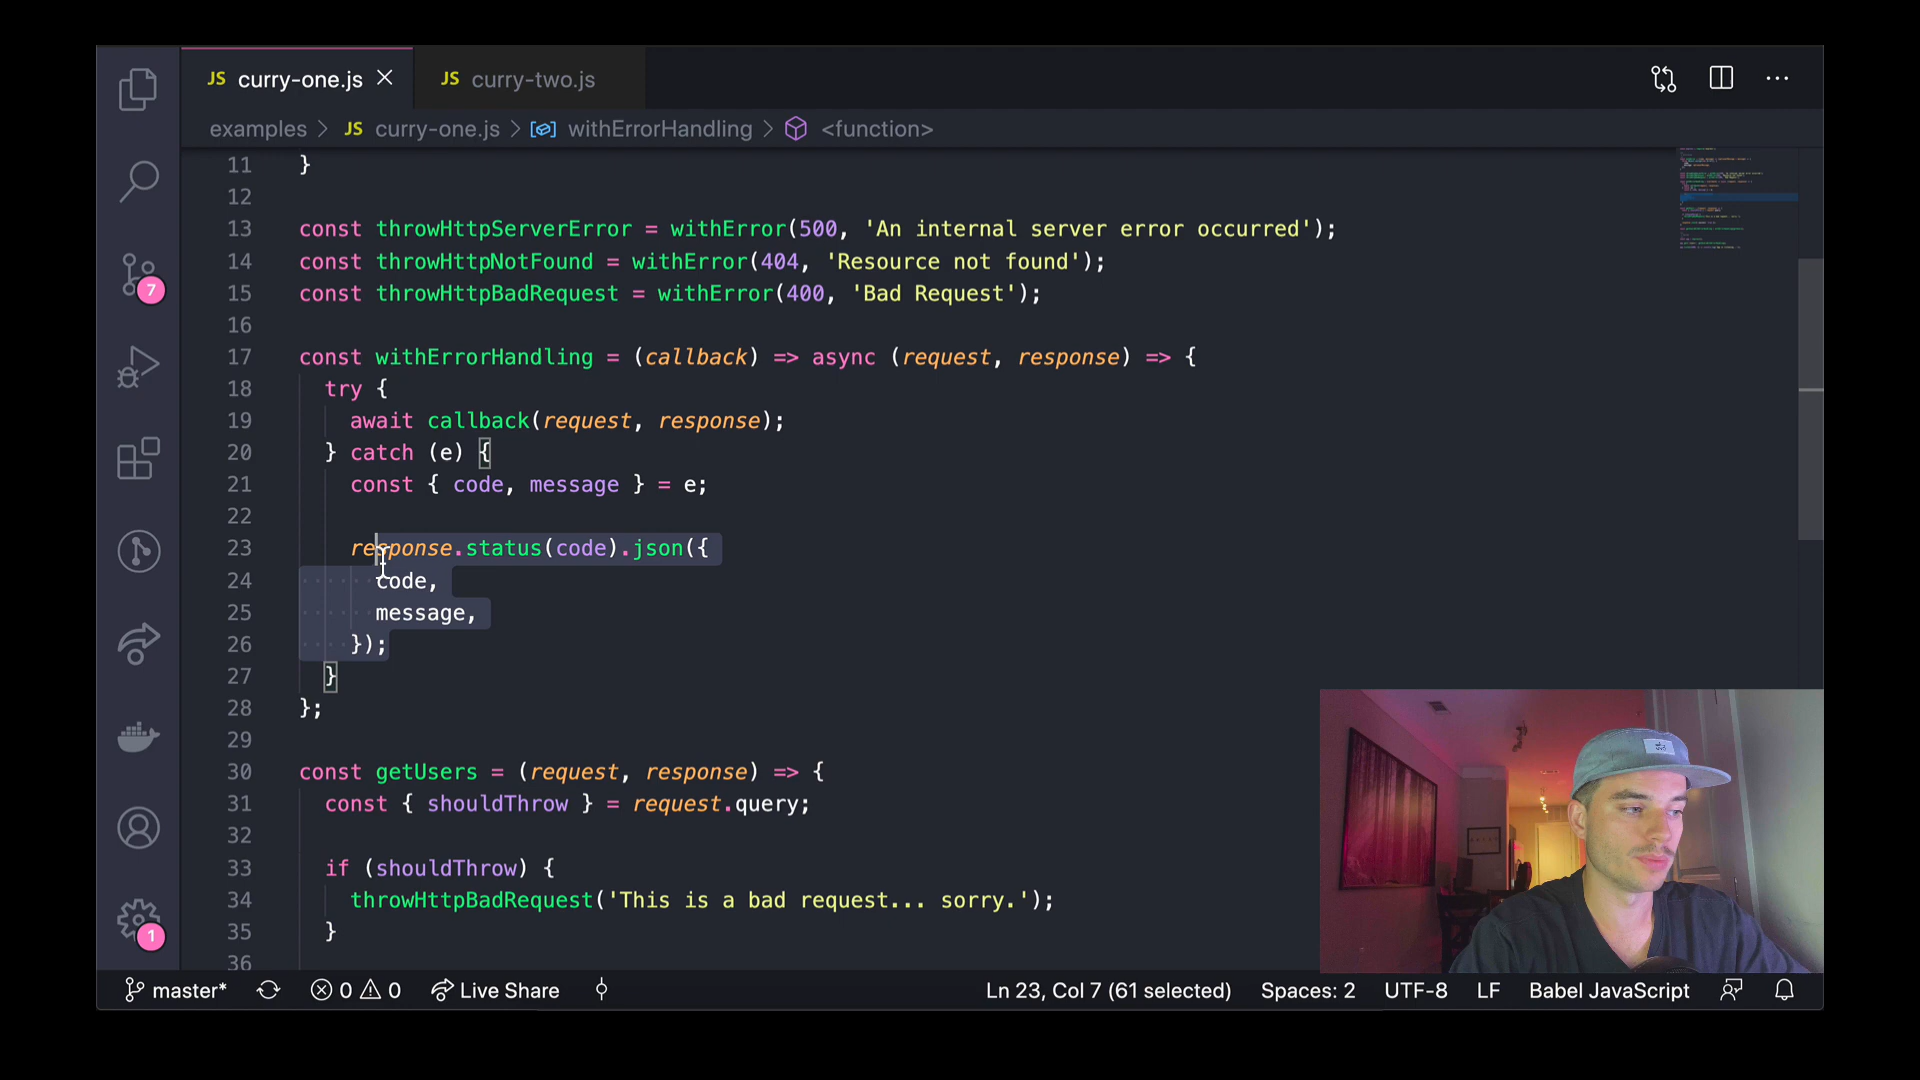 JS curry-one.js
JS curry-two.js
examples > JS curry-one.js > withErrorHandling > <function>
11 }
12
13 const throwHttpServerError = withError(500, 'An internal server error occurred');
14 const throwHttpNotFound = withError(404, 'Resource not found');
15 const throwHttpBadRequest = withError(400, 'Bad Request');
16
17 const withErrorHandling = (callback) => async (request, response) => {
18 try {
19 await callback(request, response);
20 } catch (e) {
21 const { code, message } = e;
22
23 response.status(code).json({
24 code,
25 message,
26 });
27 }
28 };
29
30 const getUsers = (request, response) => {
31 const { shouldThrow } = request.query;
32
33 if (shouldThrow) {
34 throwHttpBadRequest('This is a bad request... sorry.');
35 }
36
7
1
master* 0 0 Live Share Ln 23, Col 7 (61 selected) Spaces: 2 UTF-8 LF Babel JavaScript